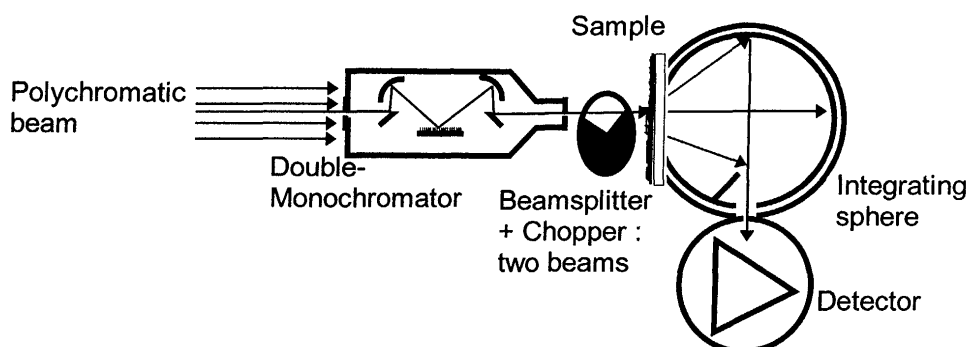 Sample
Polychromatic
beam
Double-
Monochromator
Beamsplitter
+ Chopper :
two beams
Integrating
sphere
Detector